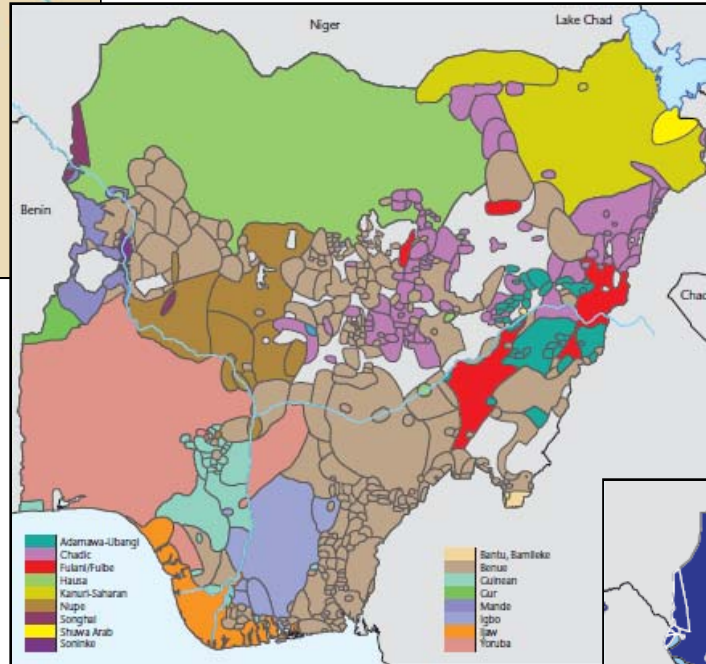 Niger
Lake Chad
Benin
Chad
Adamawa-Ubangi
Chadic
Fulani/Fulbe
Hausa
Kanuri-Saharan
Nupe
Songhai
Shuwa Arab
Soninke
Bantu, Bamileke
Benue
Guinean
Gur
Mande
Igbo
Ijaw
Yoruba